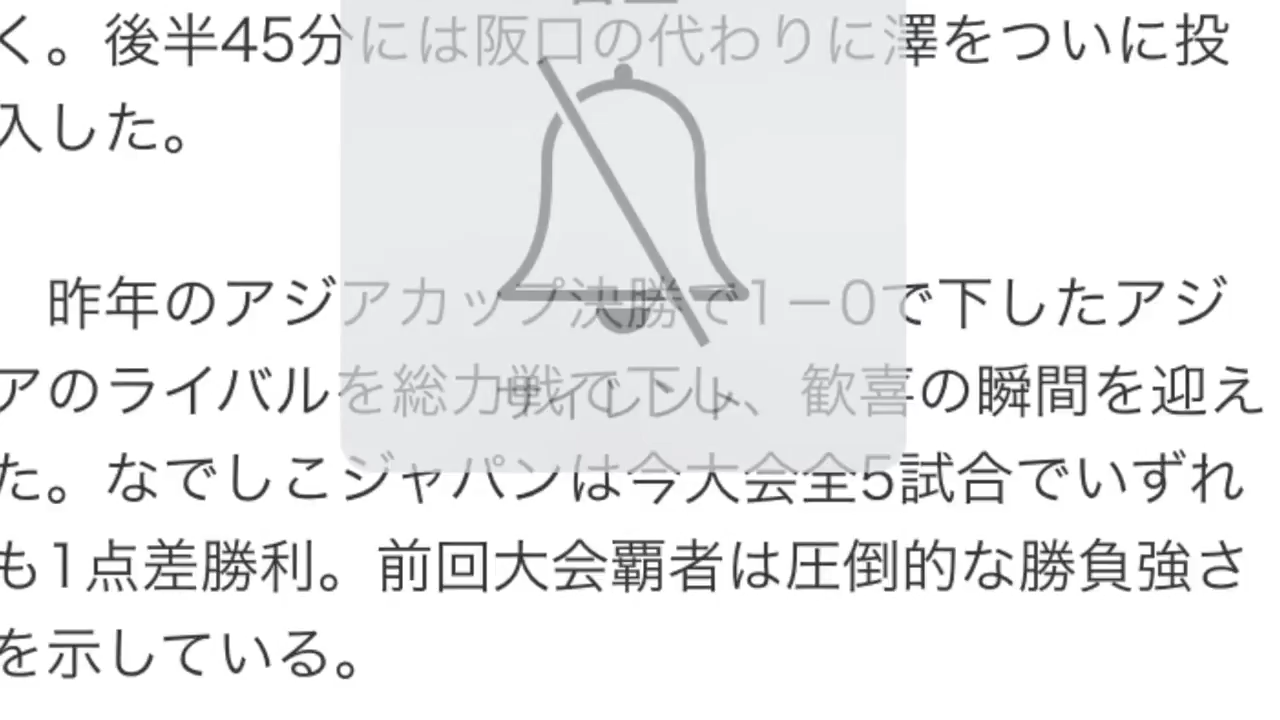 く。後半45分には阪口の代わりに澤をついに投
入した。
昨年のアジアカップ決勝で1－0で下したアジ
アのライバルを総力戦で下し、歓喜の瞬間を迎え
サイレント
た。なでしこジャパンは今大会全5試合でいずれ
も1点差勝利。前回大会覇者は圧倒的な勝負強さ
を示している。